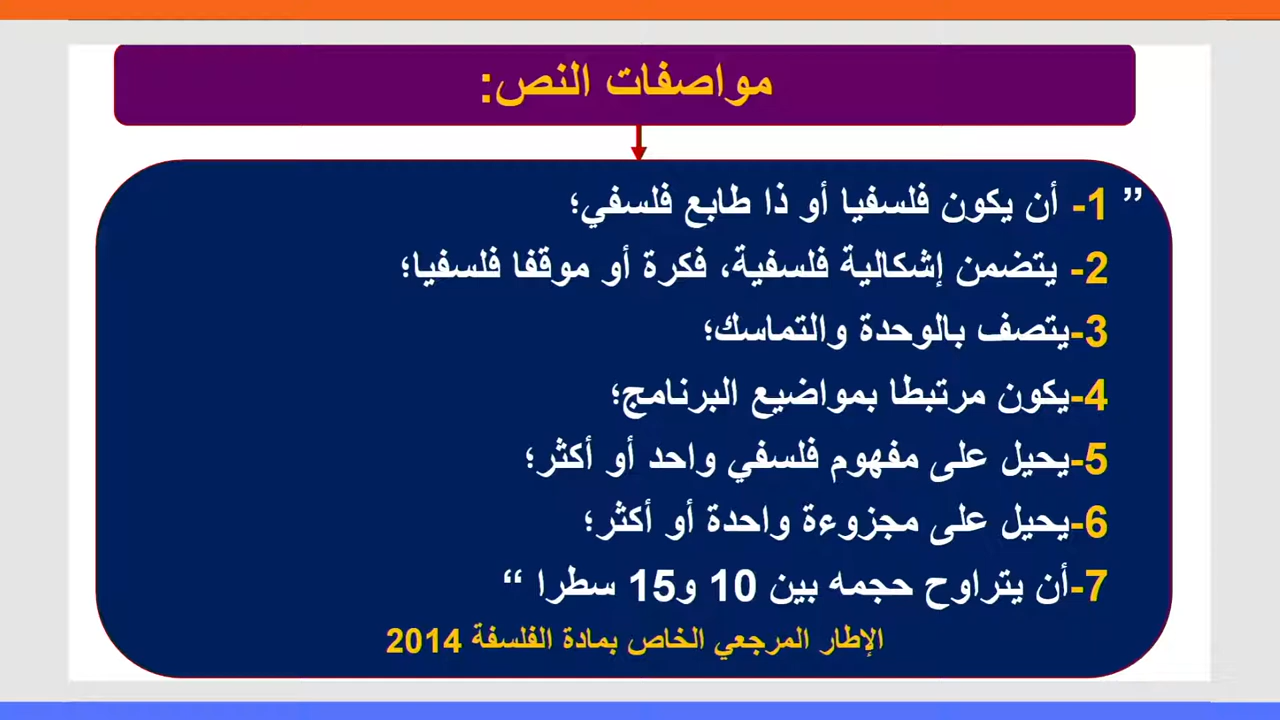 مواصفات النص:
” 1- أن يكون فلسفيا أو ذا طابع فلسفي؛
2- يتضمن إشكالية فلسفية، فكرة أو موقفا فلسفيا؛
3-يتصف بالوحدة والتماسك؛
4-يكون مرتبطا بمواضيع البرنامج؛
5-يحيل على مفهوم فلسفي واحد أو أكثر؛
6-يحيل على مجزوءة واحدة أو أكثر؛
7-أن يتراوح حجمه بين 10 و15 سطرا “
الإطار المرجعي الخاص بمادة الفلسفة 2014